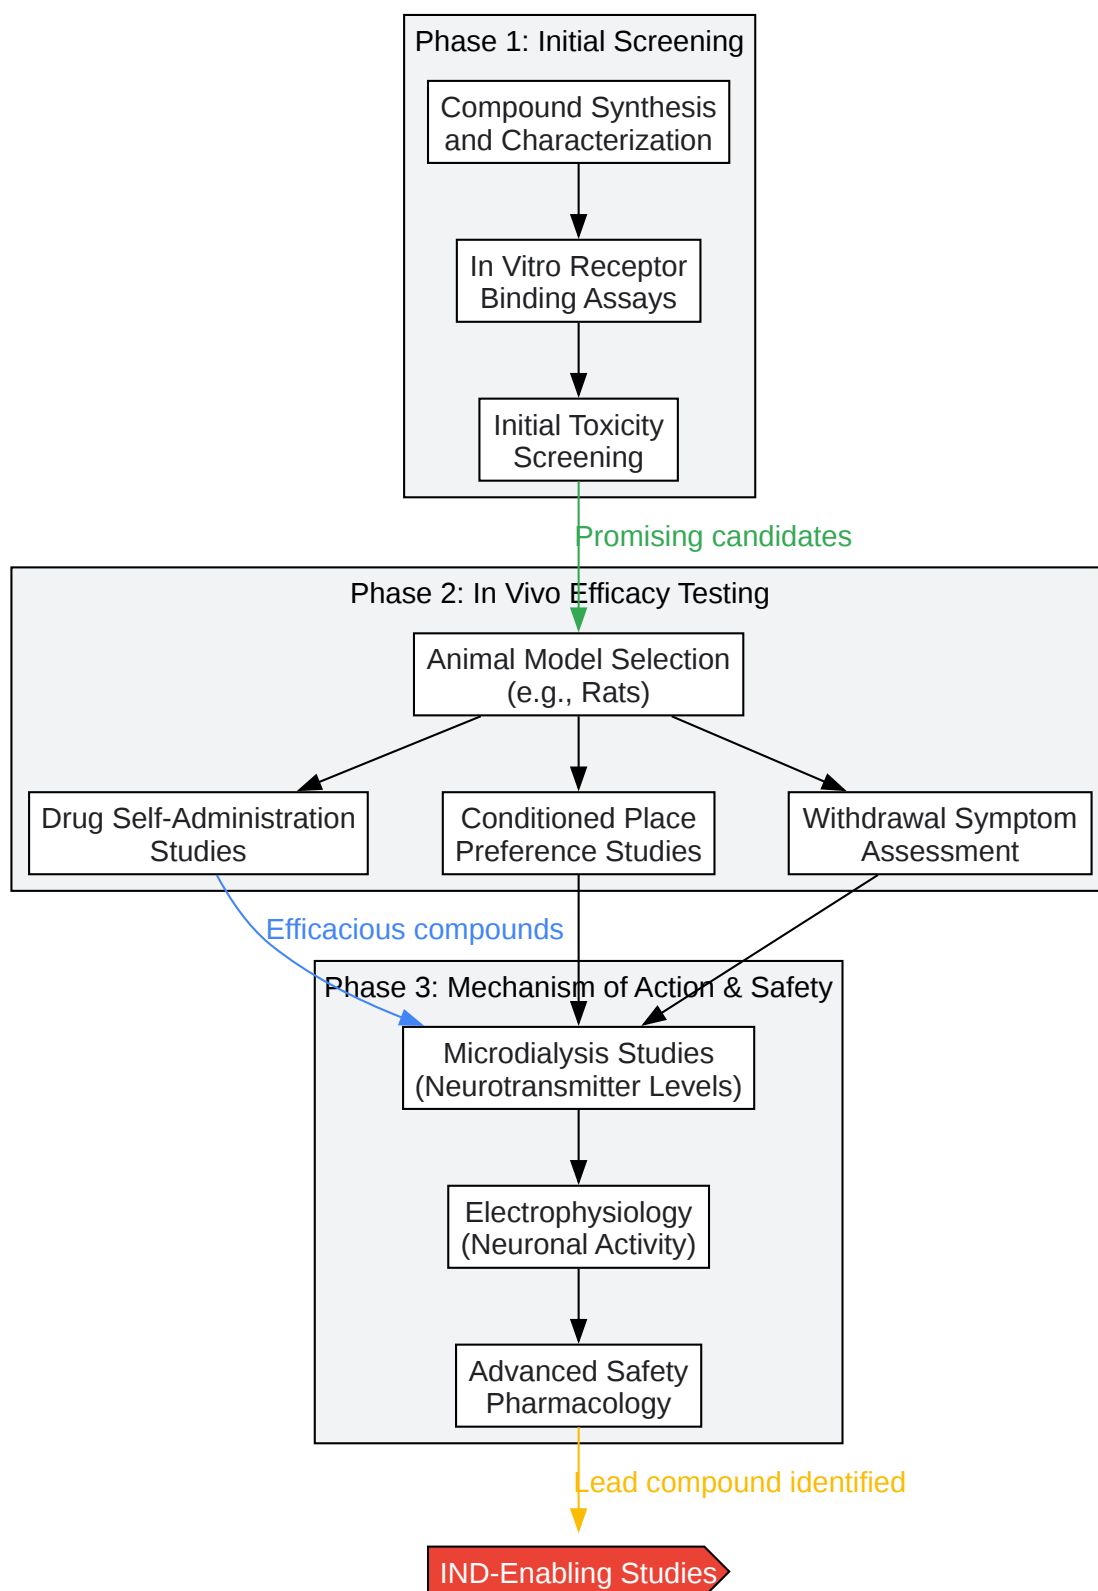 Phase 1: Initial Screening
Compound Synthesis
and Characterization
In Vitro Receptor
Binding Assays
Initial Toxicity
Screening
Promising candidates
Phase 2: In Vivo Efficacy Testing
Animal Model Selection
(e.g., Rats)
Drug Self-Administration
Studies
Conditioned Place
Preference Studies
Withdrawal Symptom
Assessment
Efficacious compounds
Phase 3: Mechanism of Action & Safety
Microdialysis Studies
(Neurotransmitter Levels)
Electrophysiology
(Neuronal Activity)
Advanced Safety
Pharmacology
Lead compound identified
IND-Enabling Studies